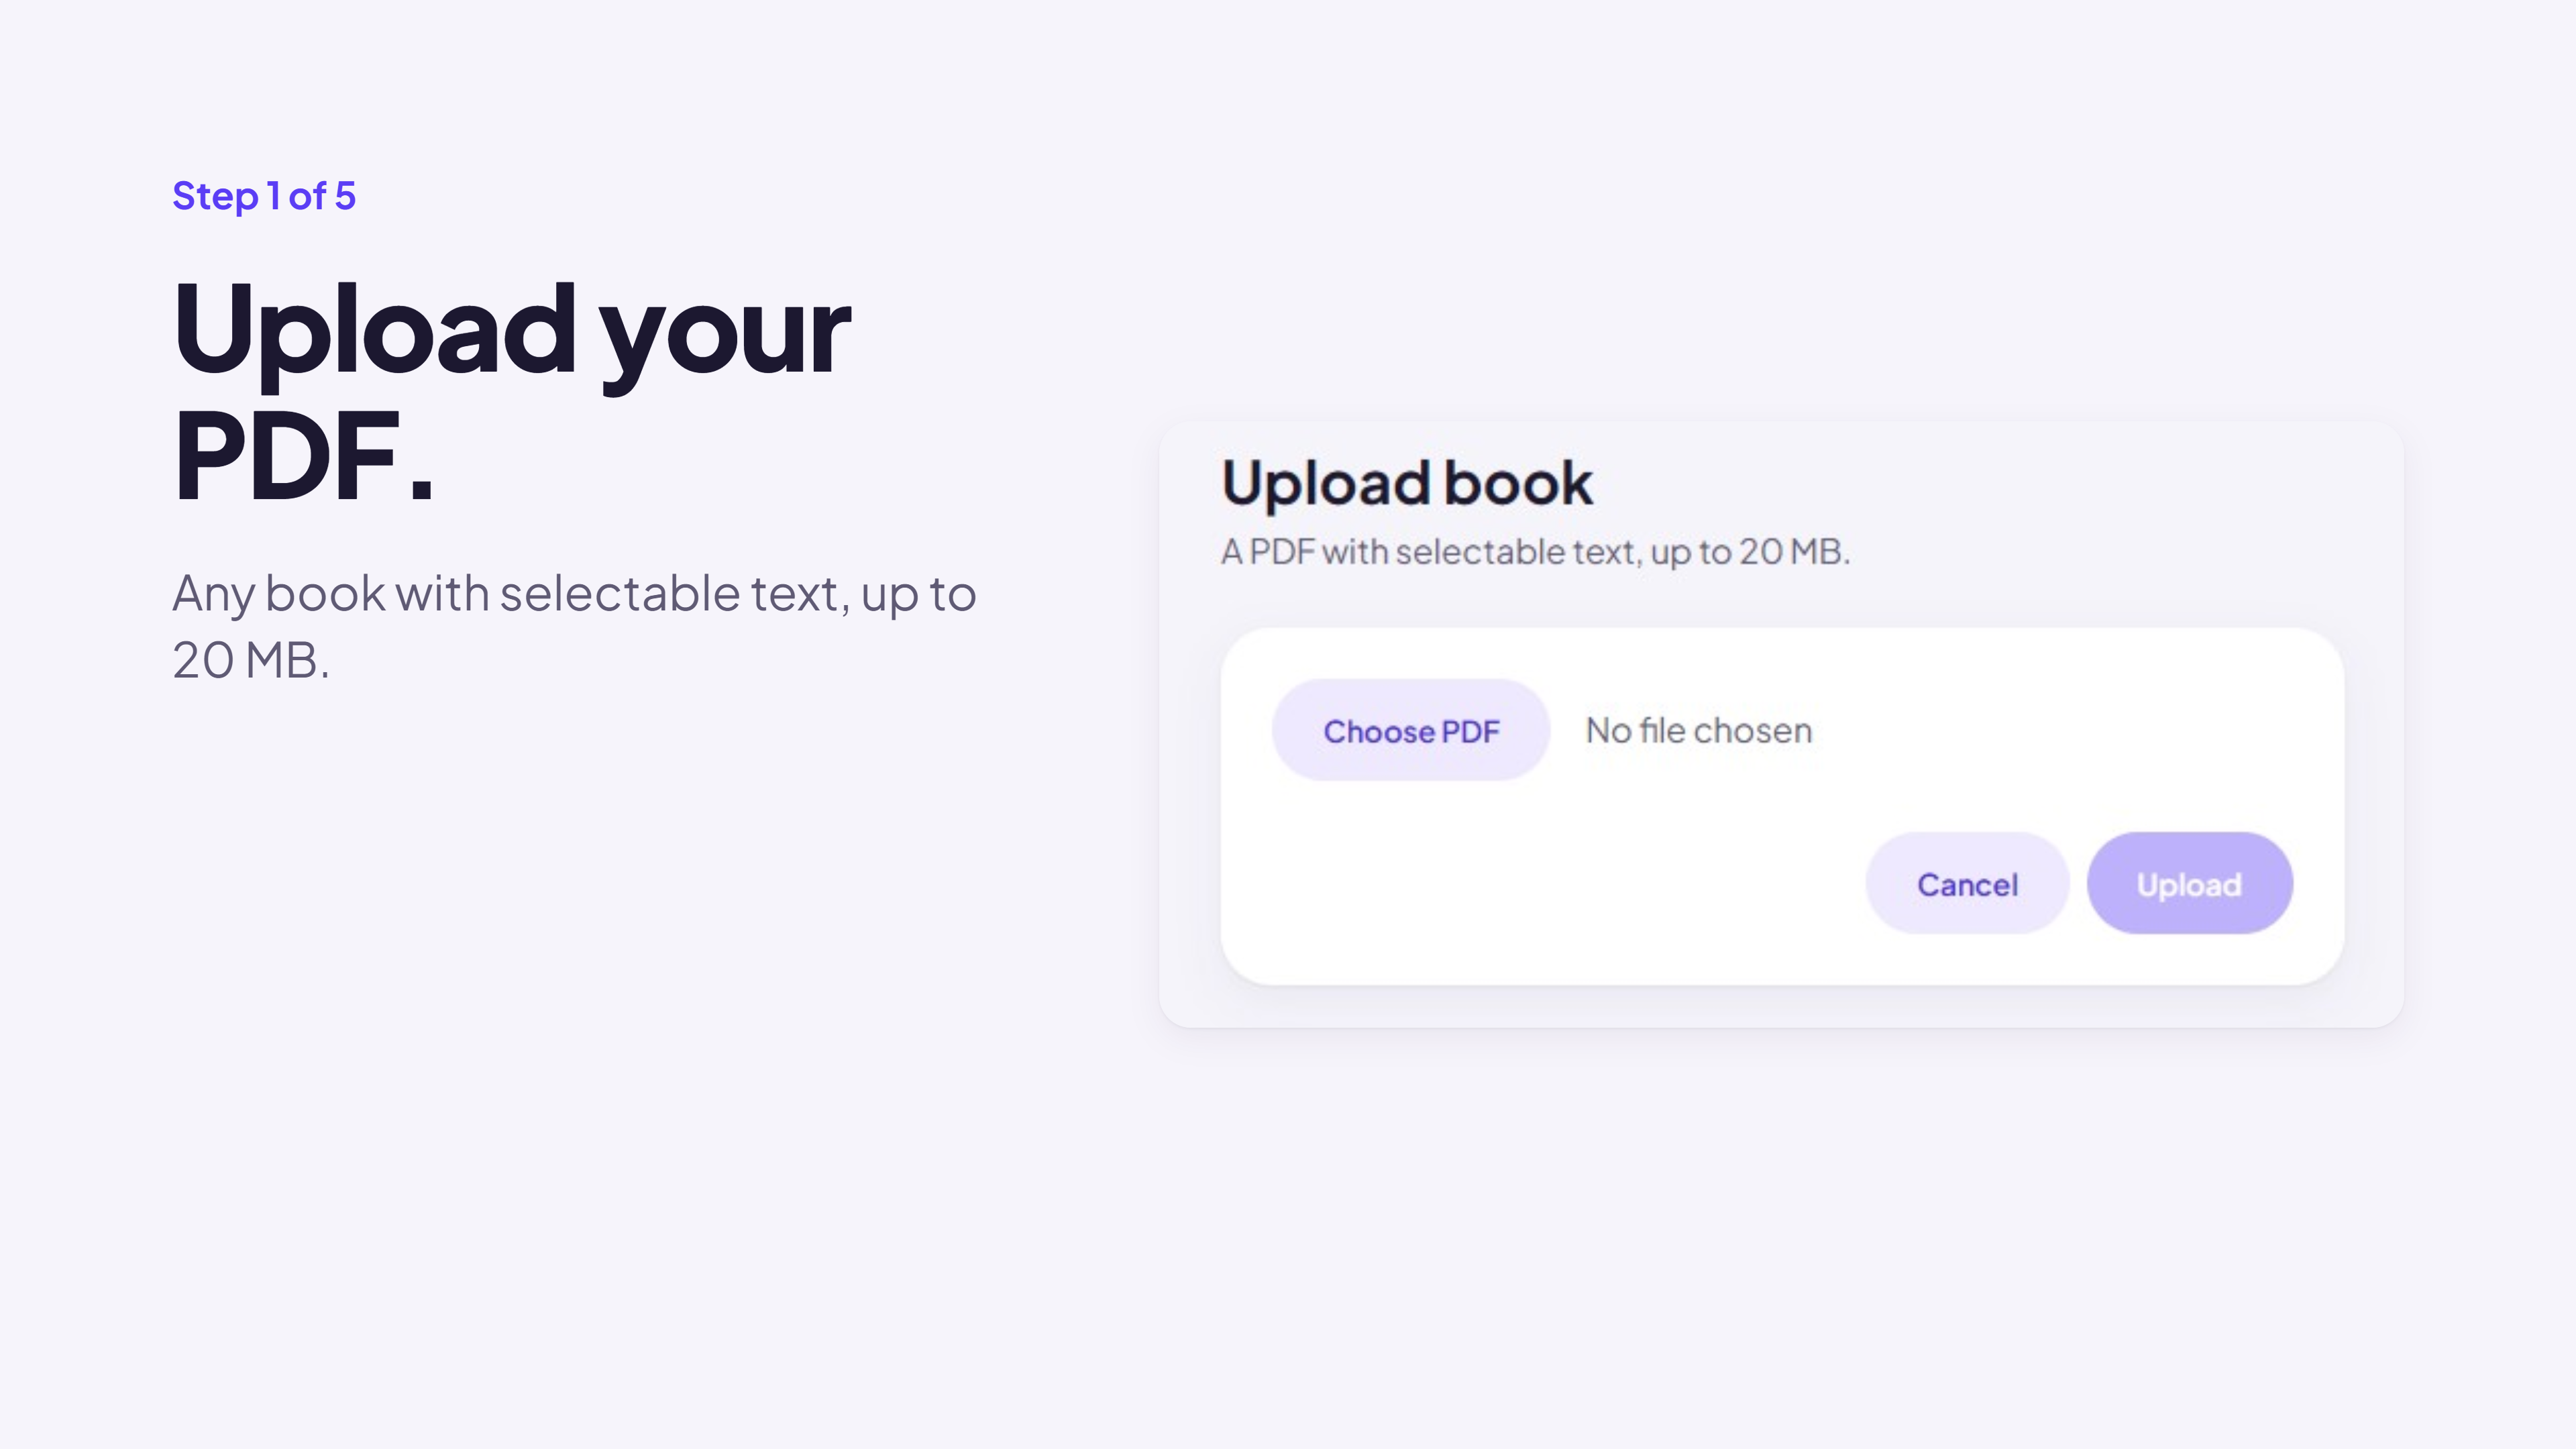 Step 1 of 5
Upload your
PDF.
Any book with selectable text, up to
20 MB.
Upload book
A PDF with selectable text, up to 20 MB.
Choose PDF No file chosen
Cancel Upload